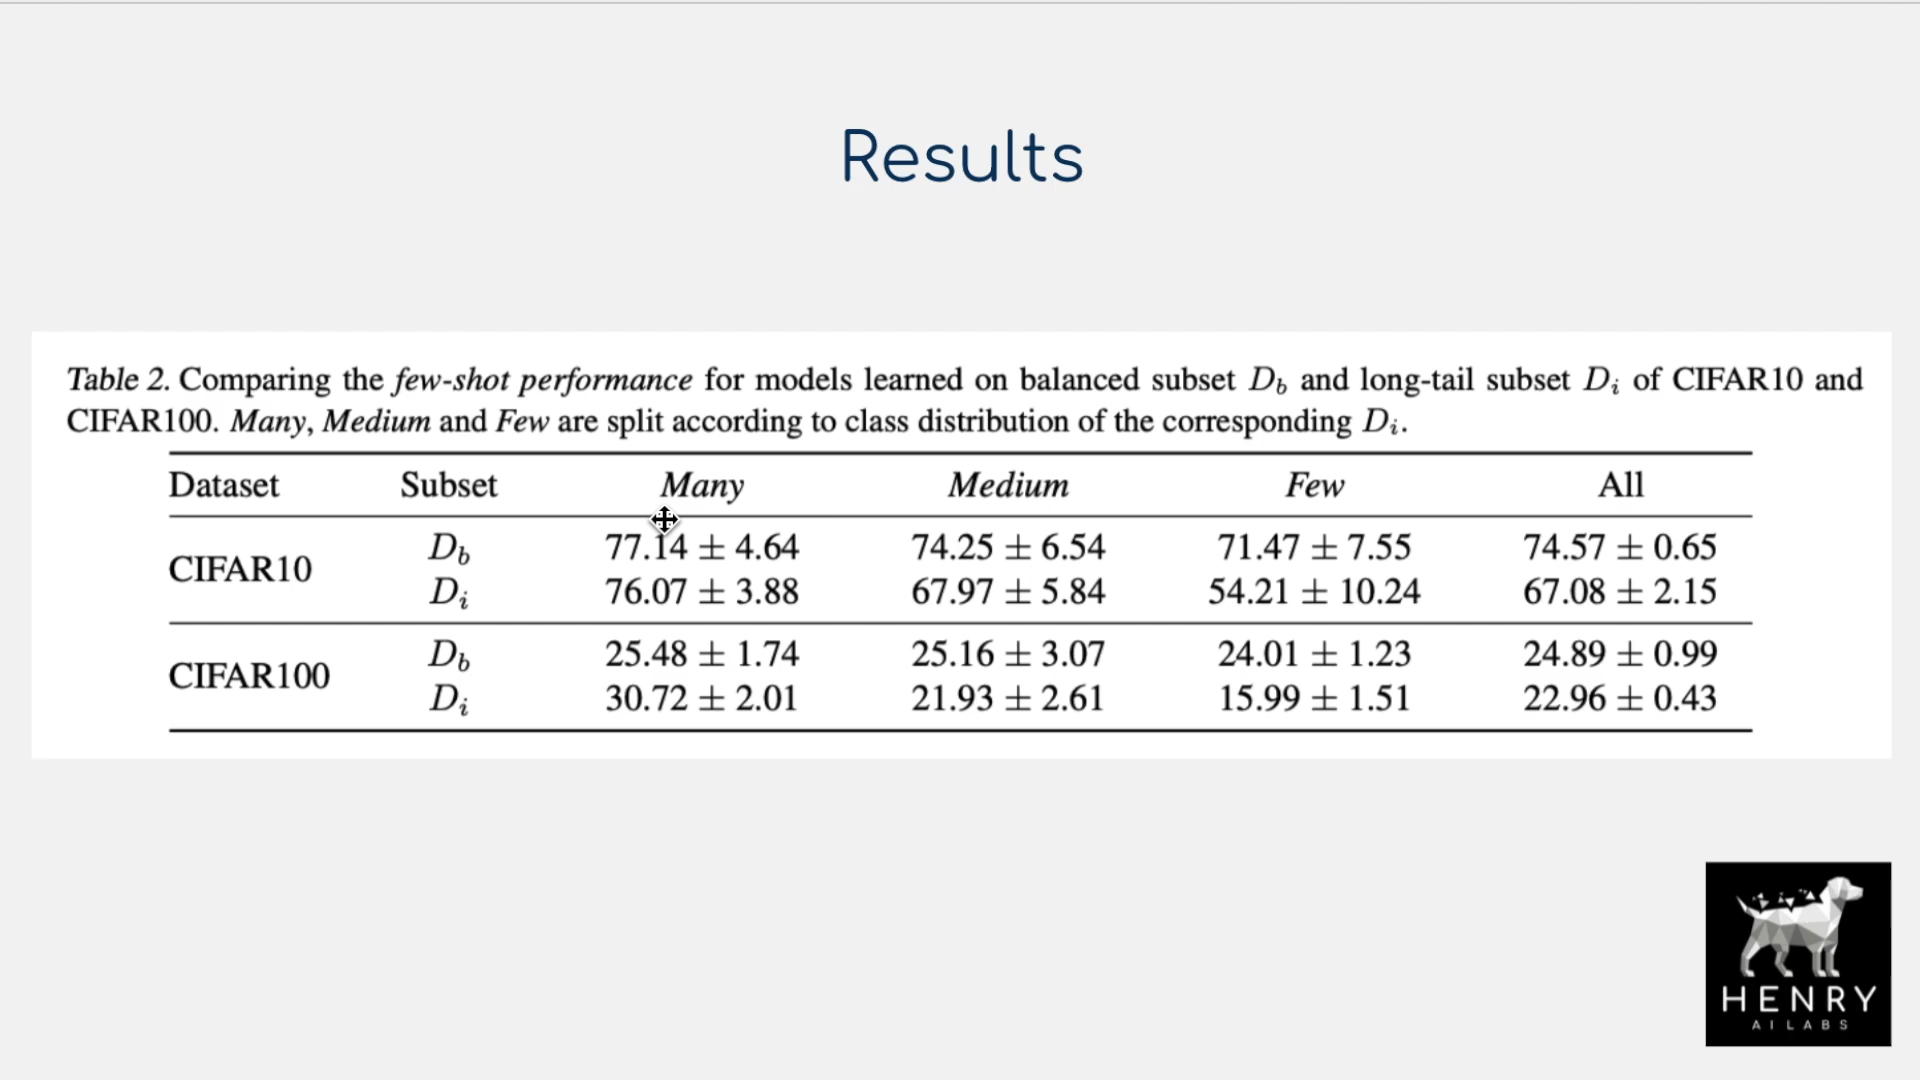 Results
Table 2. Comparing the few-shot performance for models learned on balanced subset D_b and long-tail subset D_i of CIFAR10 and
CIFAR100. Many, Medium and Few are split according to class distribution of the corresponding D_i.
Dataset Subset Many Medium Few All
CIFAR10
D_b 77.14 ± 4.64 74.25 ± 6.54 71.47 ± 7.55 74.57 ± 0.65
D_i 76.07 ± 3.88 67.97 ± 5.84 54.21 ± 10.24 67.08 ± 2.15
CIFAR100
D_b 25.48 ± 1.74 25.16 ± 3.07 24.01 ± 1.23 24.89 ± 0.99
D_i 30.72 ± 2.01 21.93 ± 2.61 15.99 ± 1.51 22.96 ± 0.43
HENRY
AI LABS